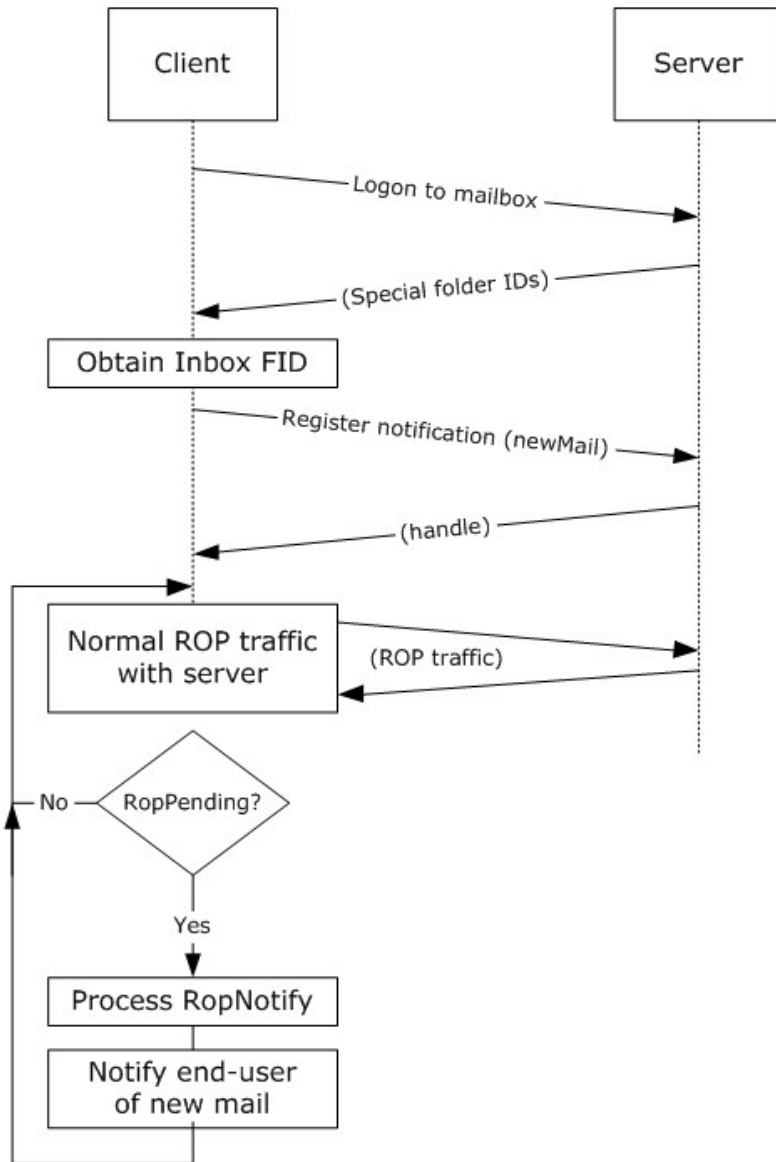 Client
Server
Logon to mailbox
(Special folder IDs)
Obtain Inbox FID
Register notification (newMail)
(handle)
Normal ROP traffic
with server
(ROP traffic)
No
RopPending?
Yes
Process RopNotify
Notify end-user
of new mail